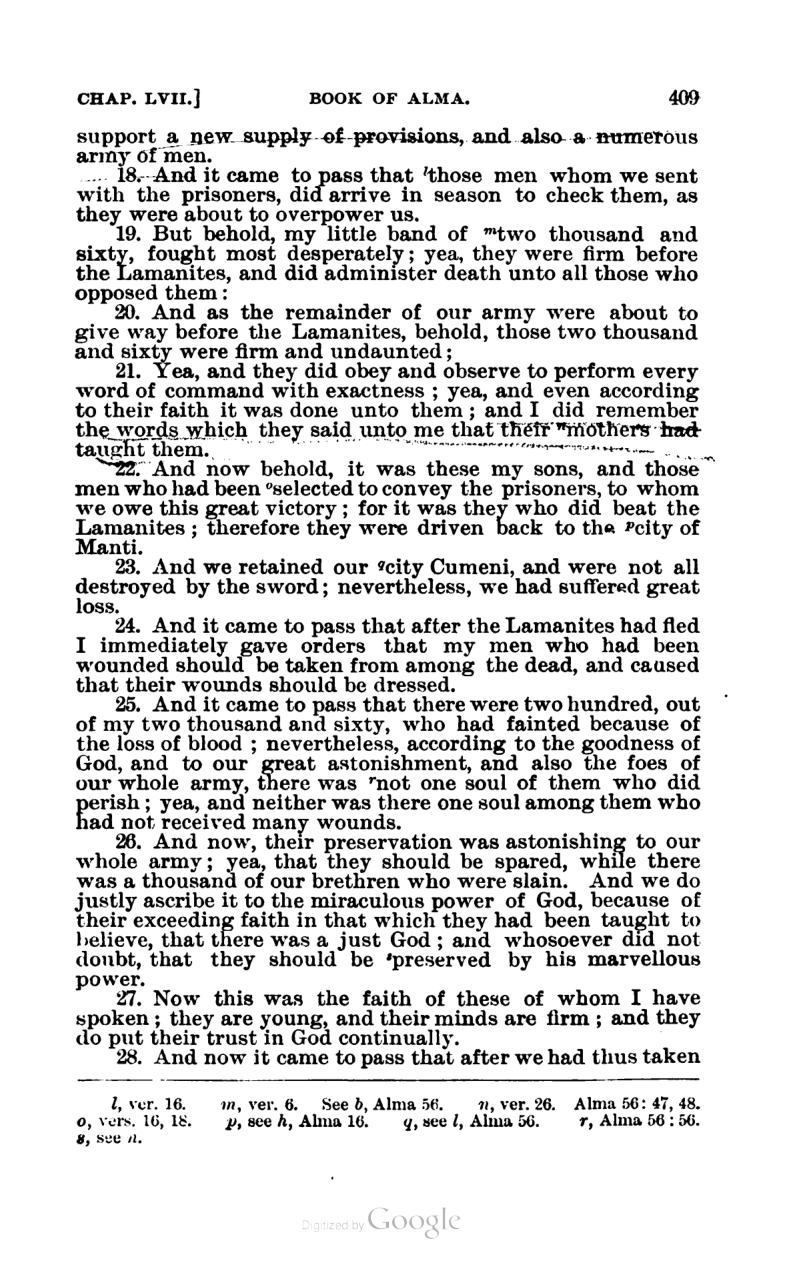 CHAP. LVII.] BOOK OF ALMA. 409
support a new supply of provisions, and also a numerous
army of men.
18. And it came to pass that ˡthose men whom we sent
with the prisoners, did arrive in season to check them, as
they were about to overpower us.
19. But behold, my little band of ᵐtwo thousand and
sixty, fought most desperately; yea, they were firm before
the Lamanites, and did administer death unto all those who
opposed them:
20. And as the remainder of our army were about to
give way before the Lamanites, behold, those two thousand
and sixty were firm and undaunted;
21. Yea, and they did obey and observe to perform every
word of command with exactness; yea, and even according
to their faith it was done unto them; and I did remember
the words which they said unto me that their ⁿmothers had
taught them.
22. And now behold, it was these my sons, and those
men who had been ᵒselected to convey the prisoners, to whom
we owe this great victory; for it was they who did beat the
Lamanites; therefore they were driven back to the ᵖcity of
Manti.
23. And we retained our qcity Cumeni, and were not all
destroyed by the sword; nevertheless, we had suffered great
loss.
24. And it came to pass that after the Lamanites had fled
I immediately gave orders that my men who had been
wounded should be taken from among the dead, and caused
that their wounds should be dressed.
25. And it came to pass that there were two hundred, out
of my two thousand and sixty, who had fainted because of
the loss of blood; nevertheless, according to the goodness of
God, and to our great astonishment, and also the foes of
our whole army, there was ʳnot one soul of them who did
perish; yea, and neither was there one soul among them who
had not received many wounds.
26. And now, their preservation was astonishing to our
whole army; yea, that they should be spared, while there
was a thousand of our brethren who were slain. And we do
justly ascribe it to the miraculous power of God, because of
their exceeding faith in that which they had been taught to
believe, that there was a just God; and whosoever did not
doubt, that they should be ˢpreserved by his marvellous
power.
27. Now this was the faith of these of whom I have
spoken; they are young, and their minds are firm; and they
do put their trust in God continually.
28. And now it came to pass that after we had thus taken
l, ver. 16. m, ver. 6. See b, Alma 56. n, ver. 26. Alma 56: 47, 48.
o, vers. 16, 18. p, see h, Alma 16. q, see l, Alma 56. r, Alma 56: 56.
s, see n.
Digitized by Google